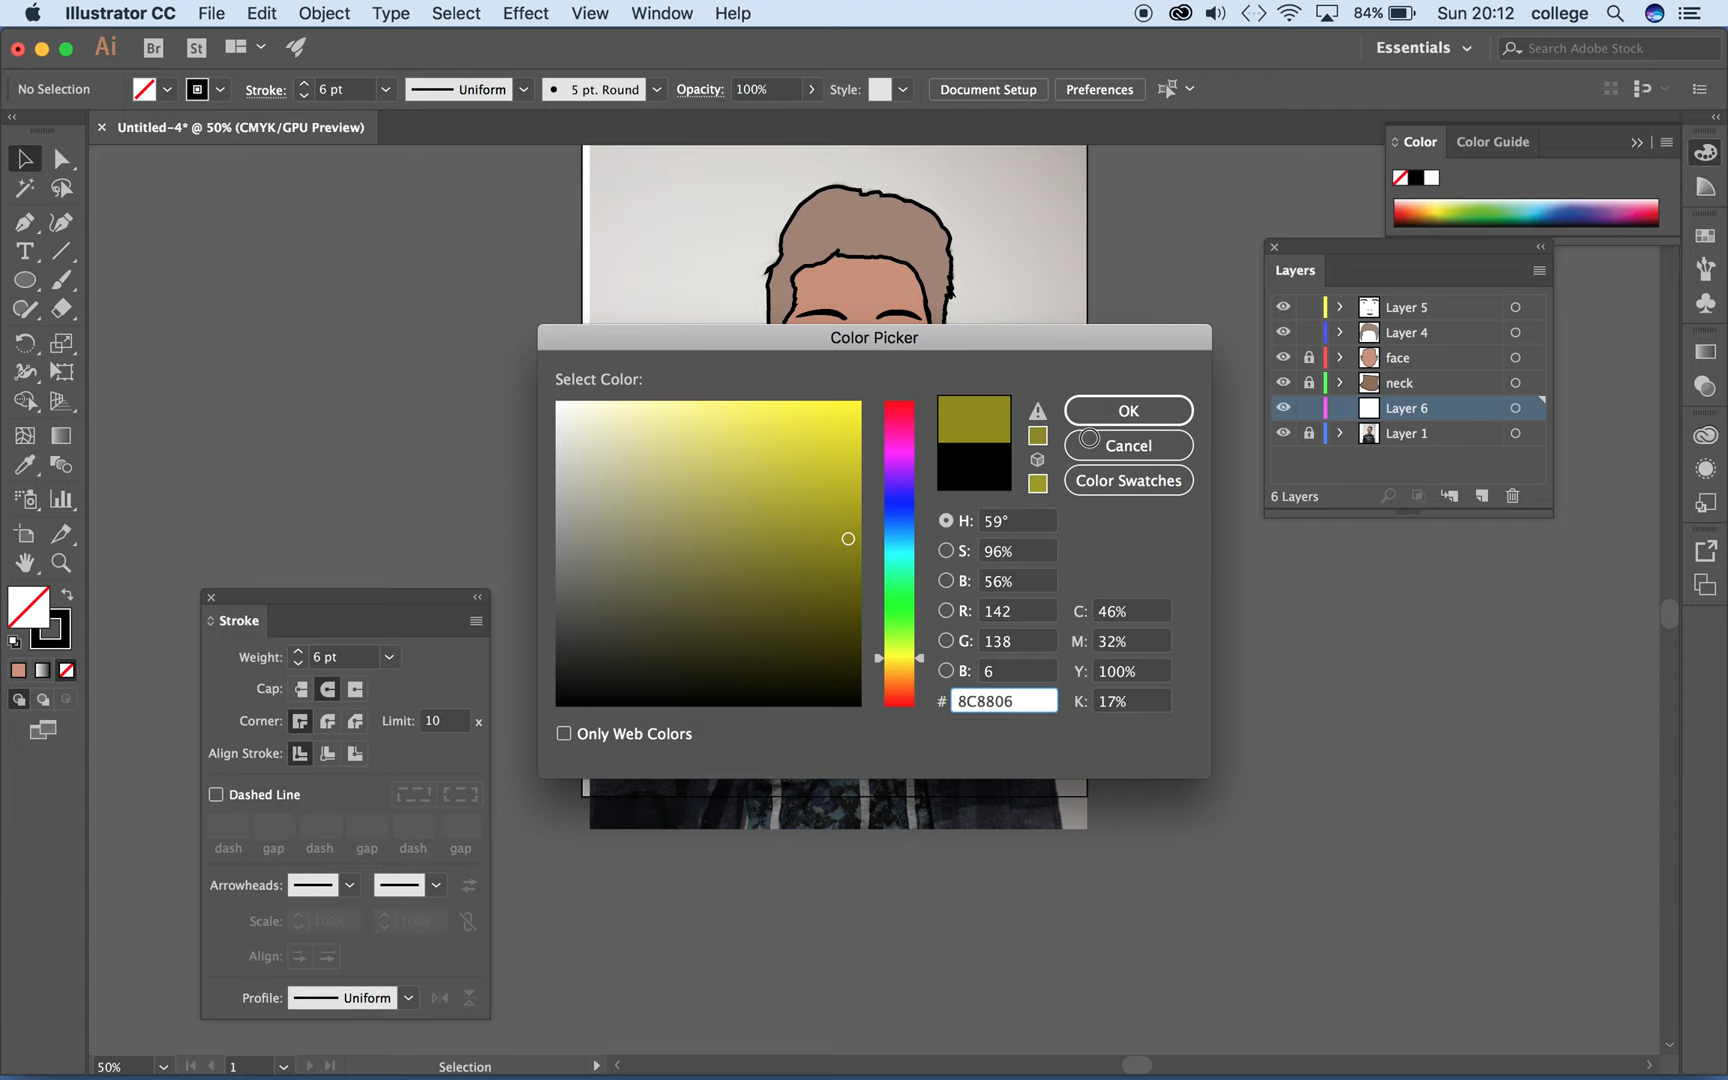 Illustrator CC File Edit Object Type Select Effect View Window Help 84% Sun 20:12 college
Ai Br St Essentials Search Adobe Stock
No Selection Stroke: 6 pt Uniform 5 pt. Round Opacity: 100% Style: Document Setup Preferences
Untitled-4* @ 50% (CMYK/GPU Preview)
Color Color Guide
Layers
Layer 5
Layer 4
face
neck
Layer 6
Layer 1
6 Layers
Color Picker
Select Color:
OK
Cancel
Color Swatches
H: 59°
S: 96%
B: 56%
R: 142 C: 46%
G: 138 M: 32%
B: 6 Y: 100%
# 8C8806 K: 17%
Only Web Colors
Stroke
Weight: 6 pt
Cap:
Corner: Limit: 10 x
Align Stroke:
Dashed Line
dash gap dash gap dash gap
Arrowheads:
Scale: 100% 100%
Align:
Profile: Uniform
50% 1 Selection